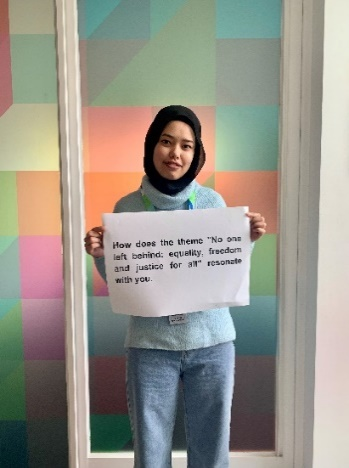 How does the theme "No one
left behind: equality, freedom
and justice for all" resonate
with you.